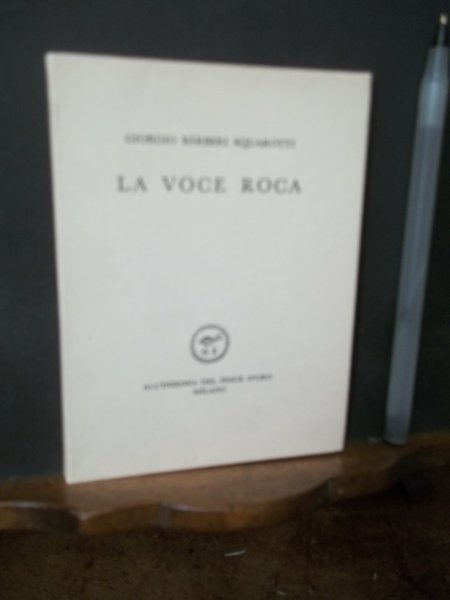 GIORGIO BÀRBERI SQUAROTTI
LA VOCE ROCA
ALL'INSEGNA DEL PESCE D'ORO
MILANO